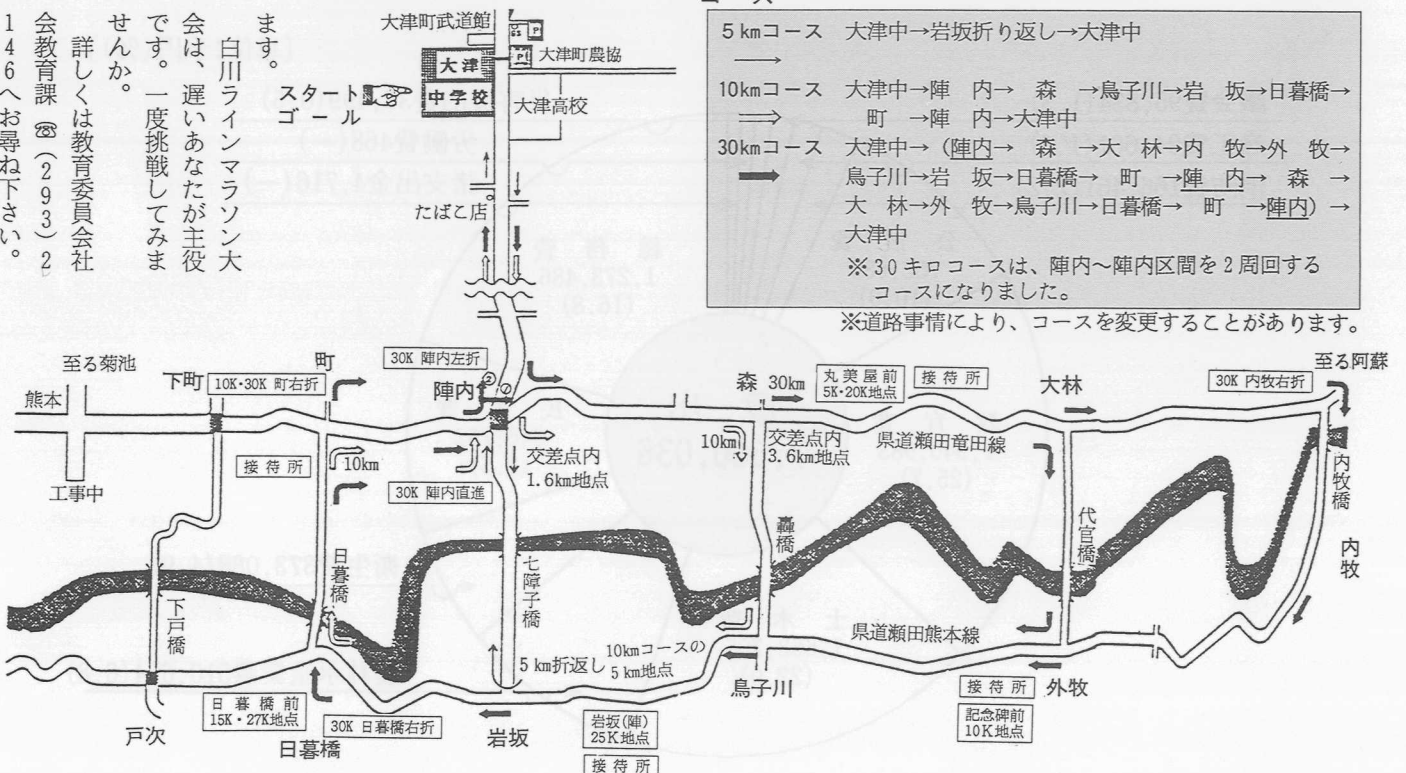 ます。
　白川ラインマラソン大
会は、遅いあなたが主役
です。一度挑戦してみま
せんか。
　詳しくは教育委員会社
会教育課 ☎(293)2
146へお尋ね下さい。
5kmコース　大津中→岩坂折り返し→大津中
→
10kmコース　大津中→陣　内→　森　→鳥子川→岩　坂→日暮橋→
⇒　町　→陣　内→大津中
30kmコース　大津中→（陣内→　森　→大　林→内　牧→外　牧→
➡　鳥子川→岩　坂→日暮橋→　町　→陣　内→　森　→
大　林→外　牧→鳥子川→日暮橋→　町　→陣内）→
大津中
※30キロコースは、陣内～陣内区間を2周回する
コースになりました。
※道路事情により、コースを変更することがあります。
大津町武道館
大津町農協
大津
中学校
大津高校
スタート
ゴール
たばこ店
至る菊池
熊本
工事中
下町
10K・30K 町右折
町
30K 陣内左折
陣内
接待所
10km
30K 陣内直進
交差点内
1.6km地点
森
30km
丸美屋前
5K・20K地点
接待所
大林
30K 内牧右折
至る阿蘇
10km
交差点内
3.6km地点
県道瀬田竜田線
内牧橋
内牧
代官橋
轟橋
七障子橋
日暮橋
下戸橋
戸次
日暮橋前
15K・27K地点
日暮橋
30K 日暮橋右折
5km折返し
10kmコースの
5km地点
岩坂
岩坂(陣)
25K地点
接待所
鳥子川
県道瀬田熊本線
接待所
記念碑前
10K地点
外牧